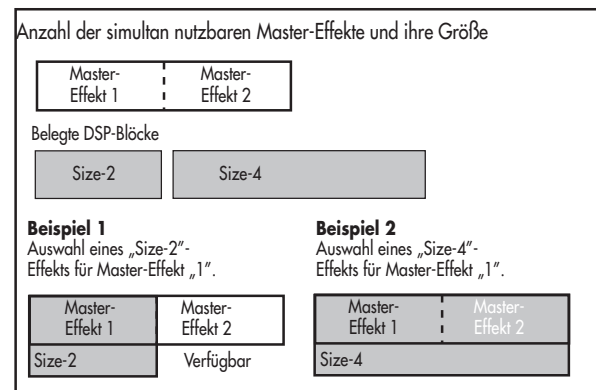 Anzahl der simultan nutzbaren Master-Effekte und ihre Größe
Master-
Effekt 1
Master-
Effekt 2
Belegte DSP-Blöcke
Size-2
Size-4
Beispiel 1
Auswahl eines „Size-2"-
Effekts für Master-Effekt „1".
Master-
Effekt 1
Master-
Effekt 2
Size-2
Verfügbar
Beispiel 2
Auswahl eines „Size-4"-
Effekts für Master-Effekt „1".
Master-
Effekt 1
Master-
Effekt 2
Size-4